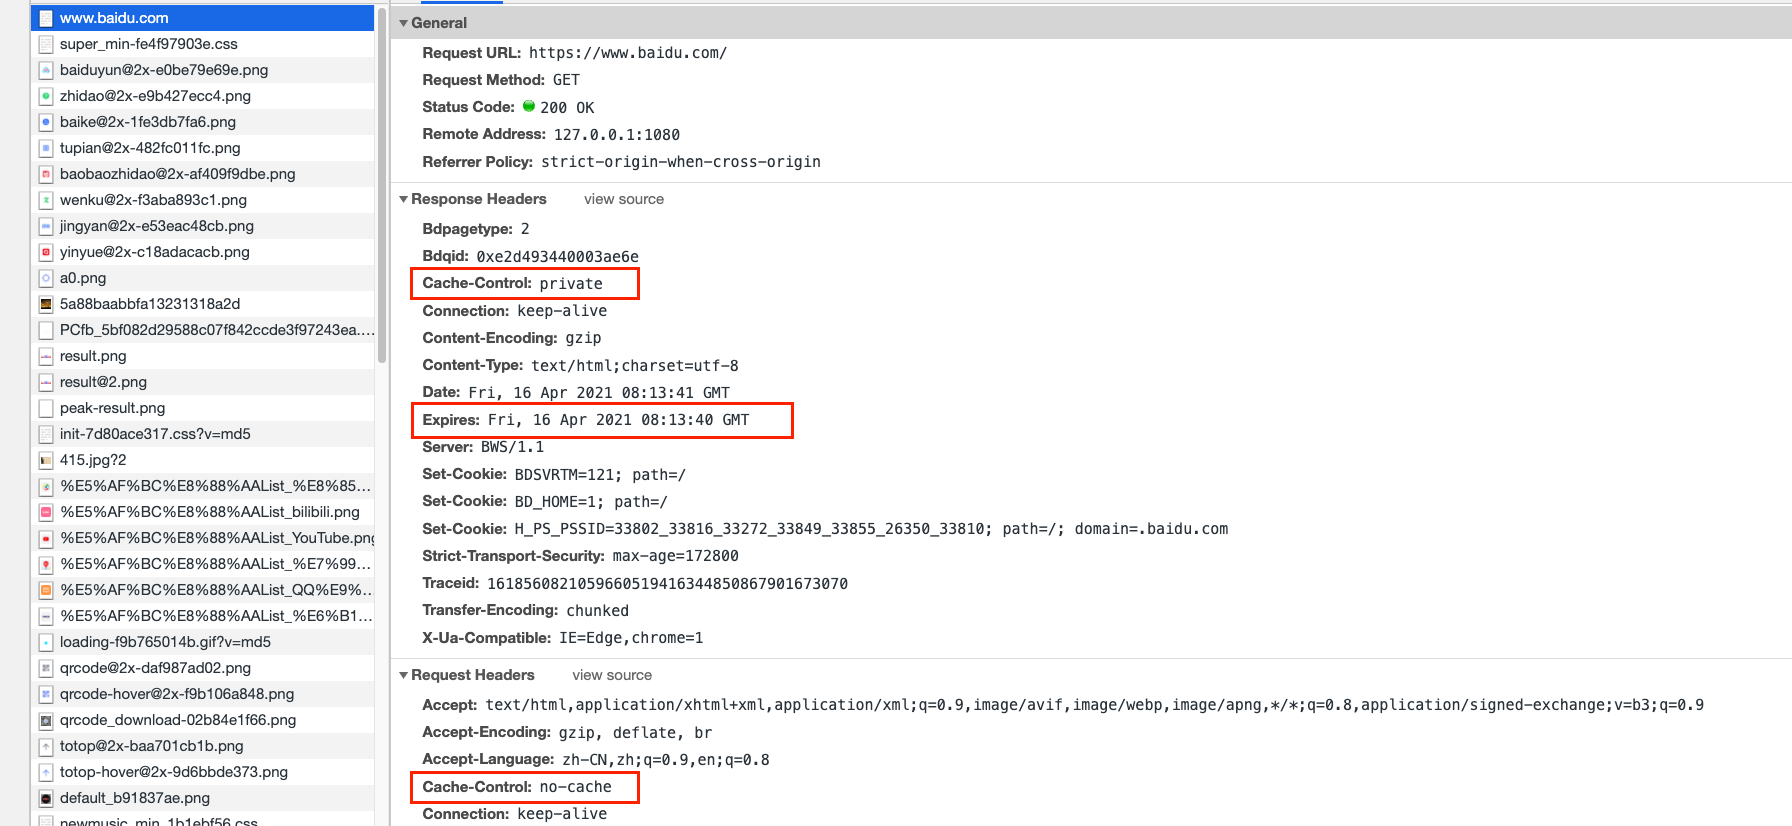 www.baidu.com
super_min-fe4f97903e.css
baiduyun@2x-e0be79e69e.png
zhidao@2x-e9b427ecc4.png
baike@2x-1fe3db7fa6.png
tupian@2x-482fc011fc.png
baobaozhidao@2x-af409f9dbe.png
wenku@2x-f3aba893c1.png
jingyan@2x-e53eac48cb.png
yinyue@2x-c18adacacb.png
a0.png
5a88baabbfa13231318a2d
PCfb_5bf082d29588c07f842ccde3f97243ea....
result.png
result@2.png
peak-result.png
init-7d80ace317.css?v=md5
415.jpg?2
%E5%AF%BC%E8%88%AAList_%E8%85...
%E5%AF%BC%E8%88%AAList_bilibili.png
%E5%AF%BC%E8%88%AAList_YouTube.png
%E5%AF%BC%E8%88%AAList_%E7%99...
%E5%AF%BC%E8%88%AAList_QQ%E9%...
%E5%AF%BC%E8%88%AAList_%E6%B1...
loading-f9b765014b.gif?v=md5
qrcode@2x-daf987ad02.png
qrcode-hover@2x-f9b106a848.png
qrcode_download-02b84e1f66.png
totop@2x-baa701cb1b.png
totop-hover@2x-9d6bbde373.png
default_b91837ae.png
newmusic_min_1b1ebf56.css
General
Request URL: https://www.baidu.com/
Request Method: GET
Status Code: 200 OK
Remote Address: 127.0.0.1:1080
Referrer Policy: strict-origin-when-cross-origin
Response Headers view source
Bdpagetype: 2
Bdqid: 0xe2d493440003ae6e
Cache-Control: private
Connection: keep-alive
Content-Encoding: gzip
Content-Type: text/html;charset=utf-8
Date: Fri, 16 Apr 2021 08:13:41 GMT
Expires: Fri, 16 Apr 2021 08:13:40 GMT
Server: BWS/1.1
Set-Cookie: BDSVRTM=121; path=/
Set-Cookie: BD_HOME=1; path=/
Set-Cookie: H_PS_PSSID=33802_33816_33272_33849_33855_26350_33810; path=/; domain=.baidu.com
Strict-Transport-Security: max-age=172800
Traceid: 1618560821059660519416344850867901673070
Transfer-Encoding: chunked
X-Ua-Compatible: IE=Edge,chrome=1
Request Headers view source
Accept: text/html,application/xhtml+xml,application/xml;q=0.9,image/avif,image/webp,image/apng,*/*;q=0.8,application/signed-exchange;v=b3;q=0.9
Accept-Encoding: gzip, deflate, br
Accept-Language: zh-CN,zh;q=0.9,en;q=0.8
Cache-Control: no-cache
Connection: keep-alive